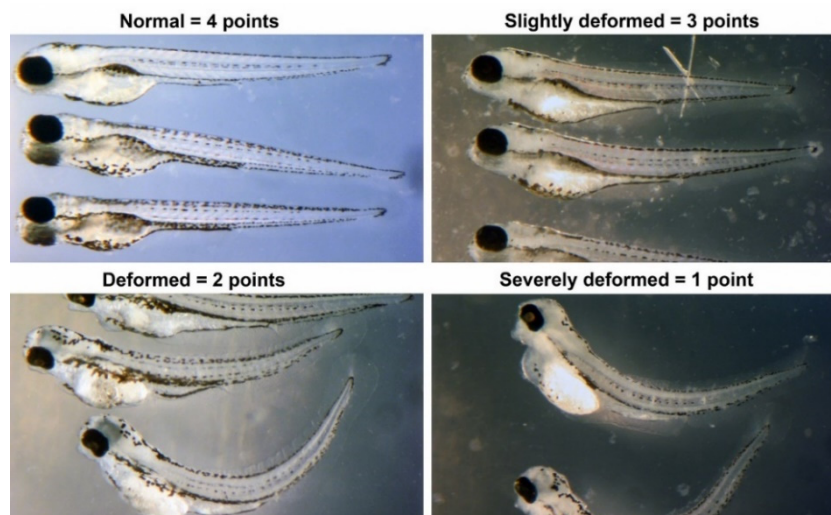 Normal = 4 points
Slightly deformed = 3 points
Deformed = 2 points
Severely deformed = 1 point